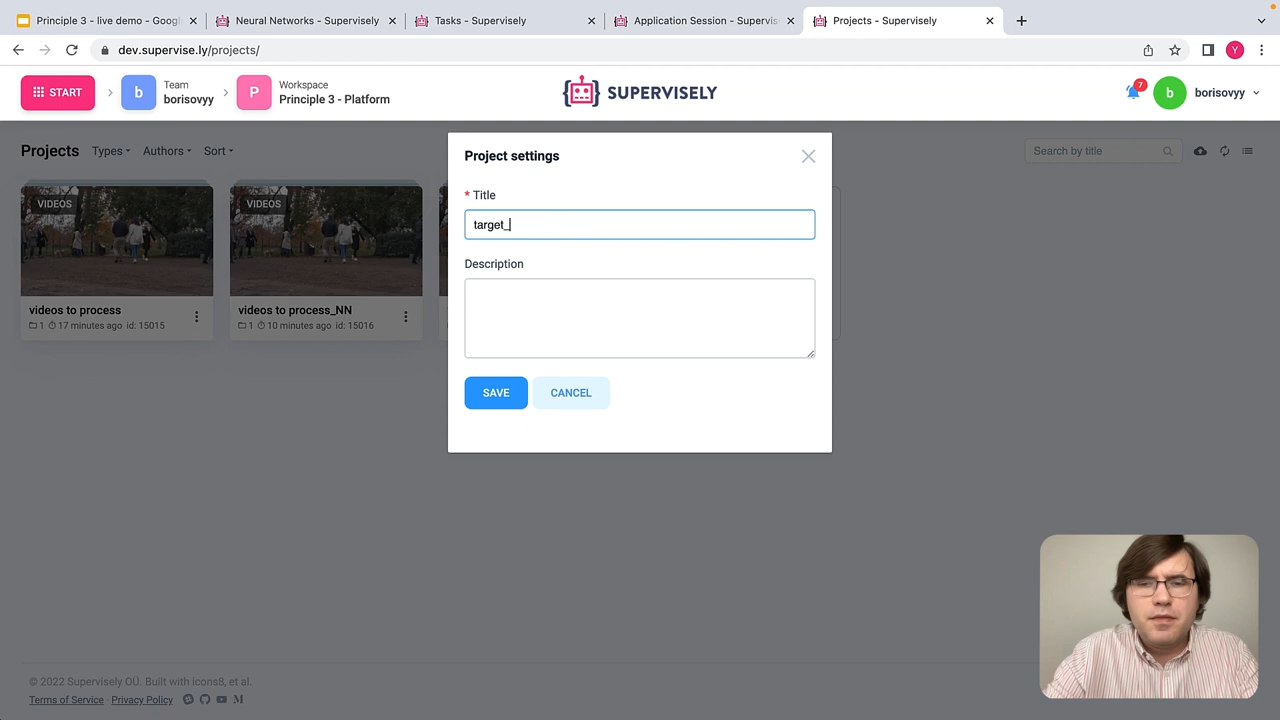 Principle 3 - live demo - Goog
Neural Networks - Supervisely
Tasks - Supervisely
Application Session - Supervis
Projects - Supervisely
dev.supervise.ly/projects/
Y
START
b
Team
borisovyy
P
Workspace
Principle 3 - Platform
SUPERVISELY
7
b
borisovyy
Projects
Types
Authors
Sort
Search by title
Project settings
* Title
target_
Description
SAVE
CANCEL
VIDEOS
videos to process
1 17 minutes ago id: 15015
VIDEOS
videos to process_NN
1 10 minutes ago id: 15016
© 2022 Supervisely OÜ. Built with icons8, et al.
Terms of Service · Privacy Policy